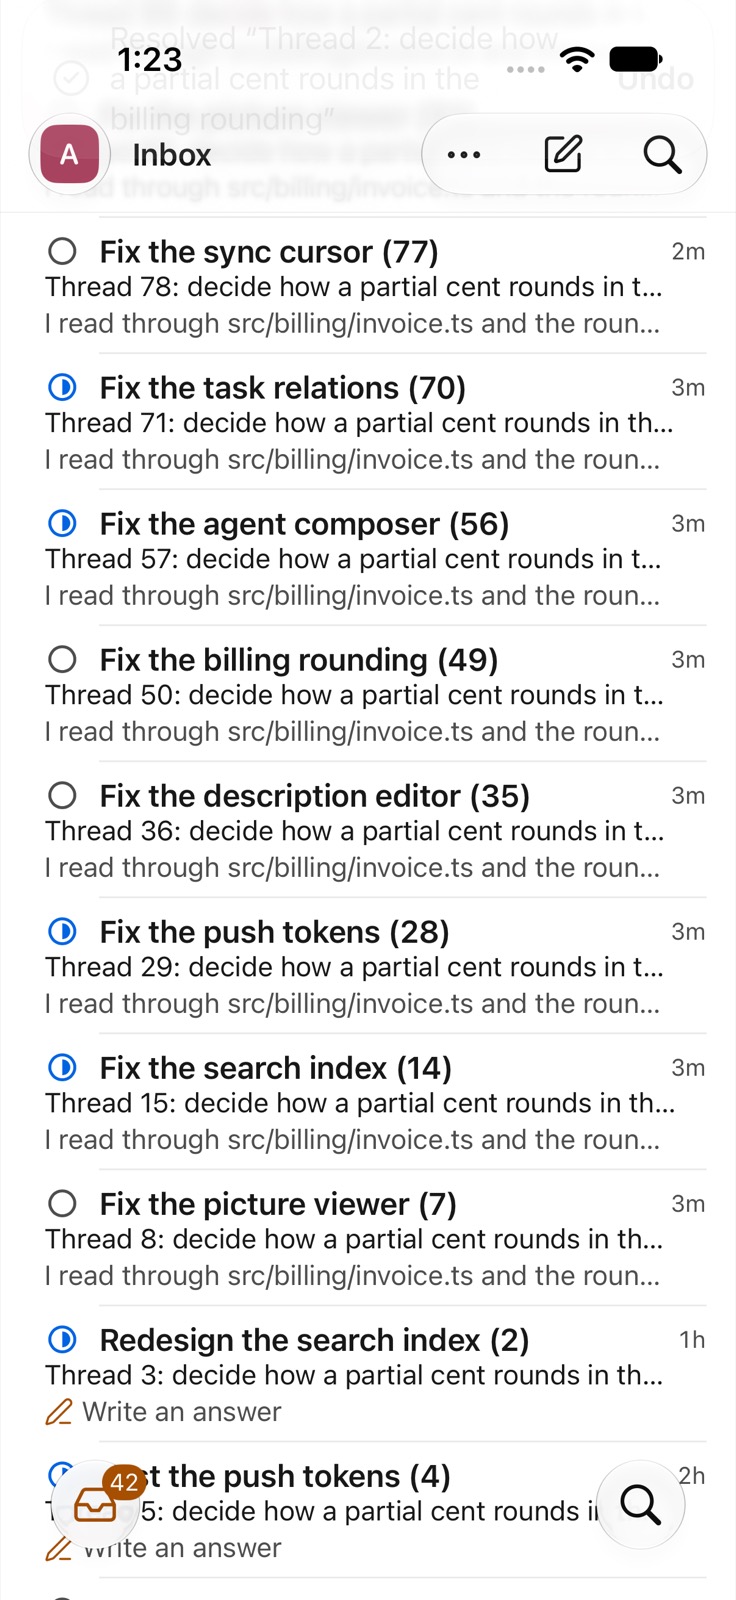 Resolved “Thread 2: decide how
1:23
a partial cent rounds in the
Undo
billing rounding”
A
Inbox
Fix the sync cursor (77)
2m
Thread 78: decide how a partial cent rounds in t...
I read through src/billing/invoice.ts and the roun...
Fix the task relations (70)
3m
Thread 71: decide how a partial cent rounds in th...
I read through src/billing/invoice.ts and the roun...
Fix the agent composer (56)
3m
Thread 57: decide how a partial cent rounds in t...
I read through src/billing/invoice.ts and the roun...
Fix the billing rounding (49)
3m
Thread 50: decide how a partial cent rounds in t...
I read through src/billing/invoice.ts and the roun...
Fix the description editor (35)
3m
Thread 36: decide how a partial cent rounds in t...
I read through src/billing/invoice.ts and the roun...
Fix the push tokens (28)
3m
Thread 29: decide how a partial cent rounds in t...
I read through src/billing/invoice.ts and the roun...
Fix the search index (14)
3m
Thread 15: decide how a partial cent rounds in th...
I read through src/billing/invoice.ts and the roun...
Fix the picture viewer (7)
3m
Thread 8: decide how a partial cent rounds in th...
I read through src/billing/invoice.ts and the roun...
Redesign the search index (2)
1h
Thread 3: decide how a partial cent rounds in th...
Write an answer
42
the push tokens (4)
2h
5: decide how a partial cent rounds
Write an answer